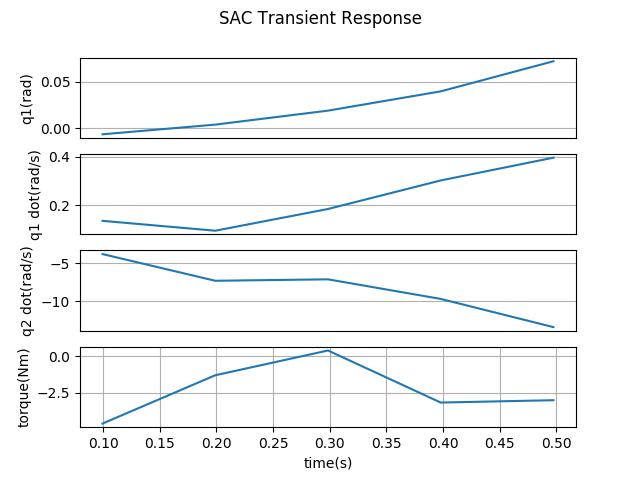 SAC Transient Response
q1(rad)
0.05
0.00
q1 dot(rad/s)
0.4
0.2
q2 dot(rad/s)
−5
−10
torque(Nm)
0.0
−2.5
0.10 0.15 0.20 0.25 0.30 0.35 0.40 0.45 0.50
time(s)